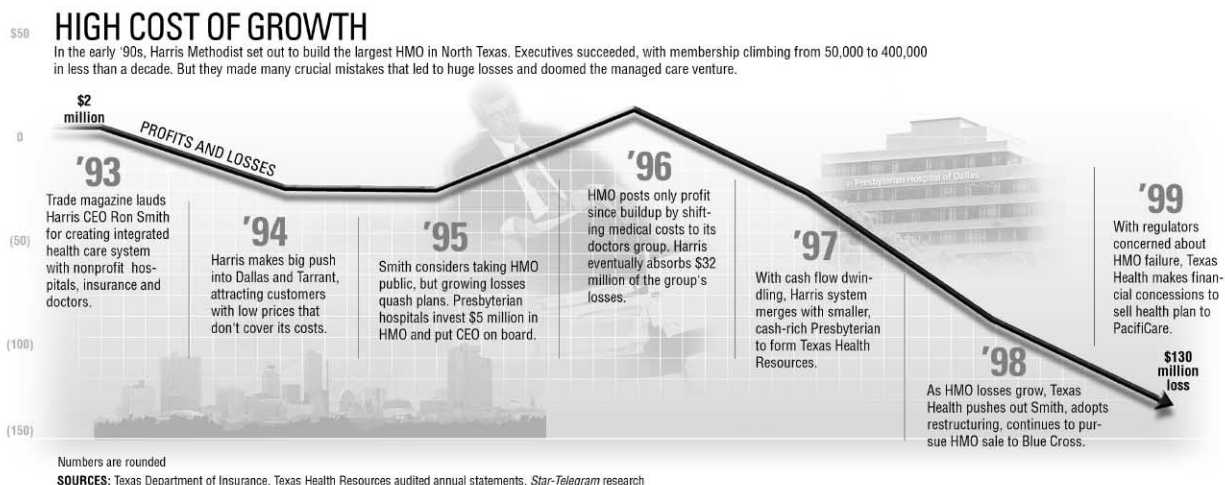 $50
HIGH COST OF GROWTH
In the early '90s, Harris Methodist set out to build the largest HMO in North Texas. Executives succeeded, with membership climbing from 50,000 to 400,000
in less than a decade. But they made many crucial mistakes that led to huge losses and doomed the managed care venture.
$2
million
0
PROFITS AND LOSSES
'93
Trade magazine lauds
Harris CEO Ron Smith
for creating integrated
health care system
with nonprofit hos-
pitals, insurance and
doctors.
'94
Harris makes big push
into Dallas and Tarrant,
attracting customers
with low prices that
don't cover its costs.
'95
Smith considers taking HMO
public, but growing losses
quash plans. Presbyterian
hospitals invest $5 million in
HMO and put CEO on board.
'96
HMO posts only profit
since buildup by shift-
ing medical costs to its
doctors group. Harris
eventually absorbs $32
million of the group's
losses.
Presbyterian Hospital of Dallas
'97
With cash flow dwin-
dling, Harris system
merges with smaller,
cash-rich Presbyterian
to form Texas Health
Resources.
'98
As HMO losses grow, Texas
Health pushes out Smith, adopts
restructuring, continues to pur-
sue HMO sale to Blue Cross.
'99
With regulators
concerned about
HMO failure, Texas
Health makes finan-
cial concessions to
sell health plan to
PacifiCare.
$130
million
loss
(50)
(100)
(150)
Numbers are rounded
SOURCES: Texas Department of Insurance, Texas Health Resources audited annual statements, Star-Telegram research